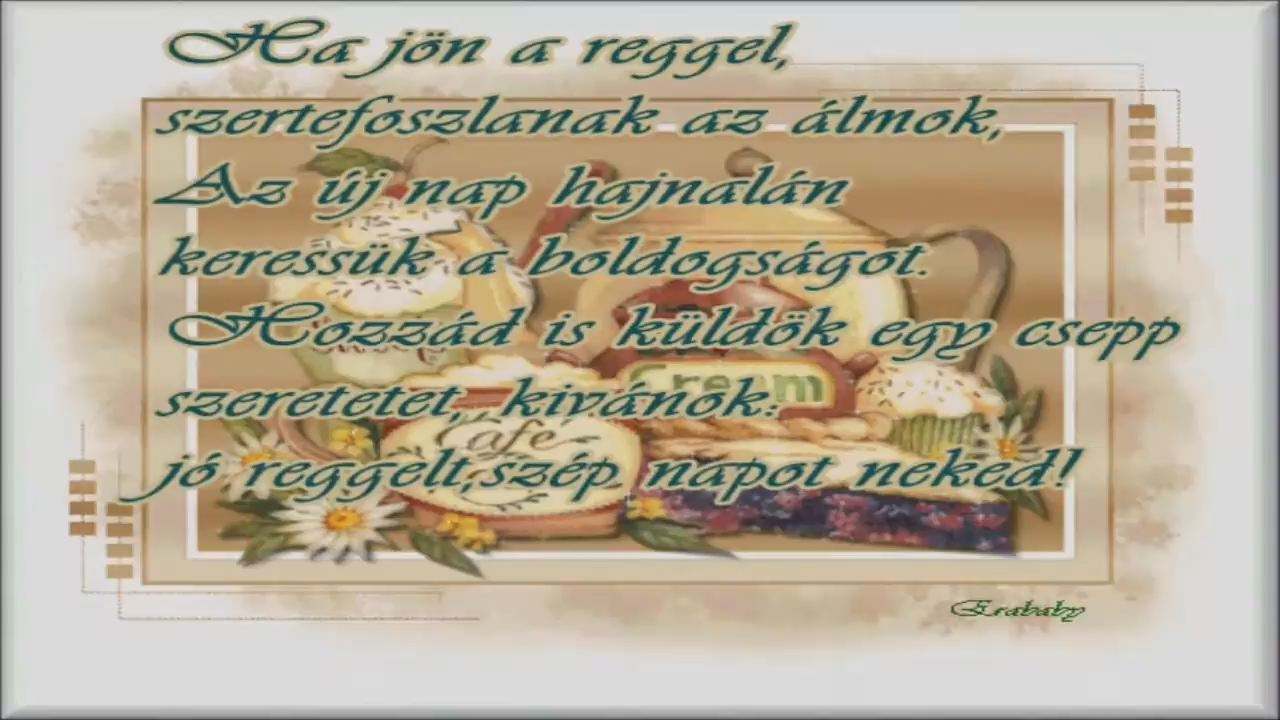 Ha jön a reggel,
szertefoszlanak az álmok,
Az új nap hajnalán
keressük a boldogságot.
Hozzád is küldök egy csepp
szeretetet, kivánok:
jó reggelt,szép napot neked!
Cream
Cafe
Erababy